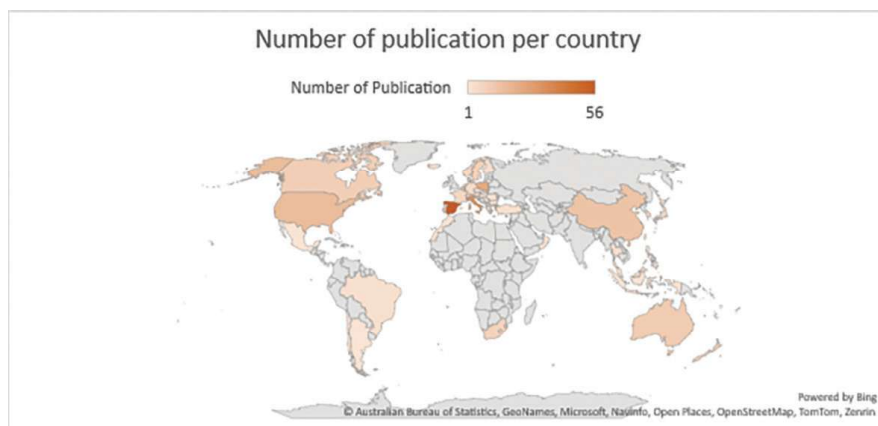 Number of publication per country
Number of Publication
1 56
Powered by Bing
© Australian Bureau of Statistics, GeoNames, Microsoft, Navinfo, Open Places, OpenStreetMap, TomTom, Zenrin